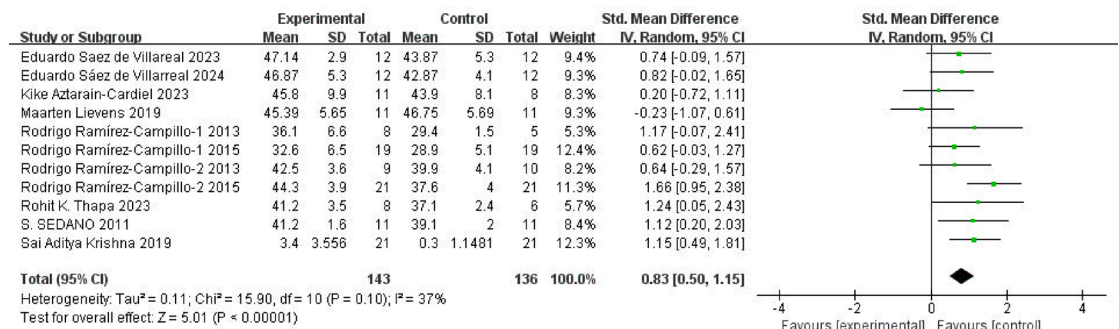 Experimental Control Std. Mean Difference Std. Mean Difference
Study or Subgroup Mean SD Total Mean SD Total Weight IV, Random, 95% CI IV, Random, 95% CI
Eduardo Saez de Villarreal 2023 47.14 2.9 12 43.87 5.3 12 9.4% 0.74 [-0.09, 1.57]
Eduardo Sáez de Villarreal 2024 46.87 5.3 12 42.87 4.1 12 9.3% 0.82 [-0.02, 1.65]
Kike Aztarain-Cardiel 2023 45.8 9.9 11 43.9 8.1 8 8.3% 0.20 [-0.72, 1.11]
Maarten Lievens 2019 45.39 5.65 11 46.75 5.69 11 9.3% -0.23 [-1.07, 0.61]
Rodrigo Ramírez-Campillo-1 2013 36.1 6.6 8 29.4 1.5 5 5.3% 1.17 [-0.07, 2.41]
Rodrigo Ramírez-Campillo-1 2015 32.6 6.5 19 28.9 5.1 19 12.4% 0.62 [-0.03, 1.27]
Rodrigo Ramírez-Campillo-2 2013 42.5 3.6 9 39.9 4.1 10 8.2% 0.64 [-0.29, 1.57]
Rodrigo Ramírez-Campillo-2 2015 44.3 3.9 21 37.6 4 21 11.3% 1.66 [0.95, 2.38]
Rohit K. Thapa 2023 41.2 3.5 8 37.1 2.4 6 5.7% 1.24 [0.05, 2.43]
S. SEDANO 2011 41.2 1.6 11 39.1 2 11 8.4% 1.12 [0.20, 2.03]
Sai Aditya Krishna 2019 3.4 3.556 21 0.3 1.1481 21 12.3% 1.15 [0.49, 1.81]
Total (95% CI) 143 136 100.0% 0.83 [0.50, 1.15]
Heterogeneity: Tau² = 0.11; Chi² = 15.90, df = 10 (P = 0.10); I² = 37%
Test for overall effect: Z = 5.01 (P < 0.00001)
-4 -2 0 2 4
Favours [experimental] Favours [control]